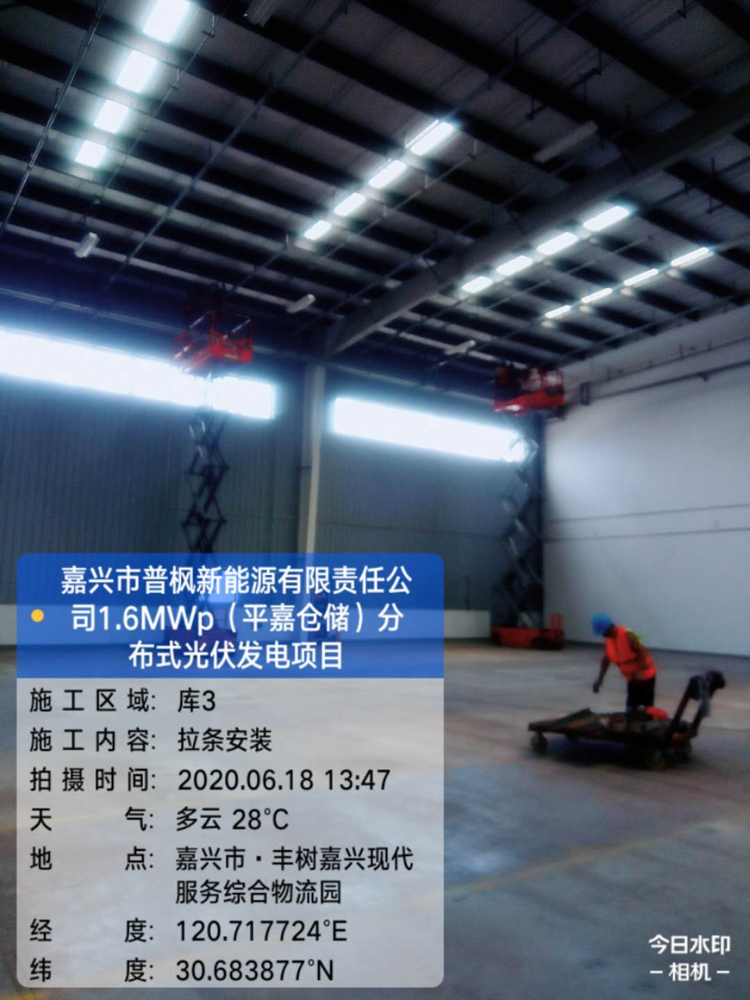 嘉兴市普枫新能源有限责任公
司1.6MWp（平嘉仓储）分
布式光伏发电项目
施工区域: 库3
施工内容: 拉条安装
拍摄时间: 2020.06.18 13:47
天气: 多云 28°C
地点: 嘉兴市·丰树嘉兴现代
服务综合物流园
经度: 120.717724°E
纬度: 30.683877°N
今日水印
-相机-